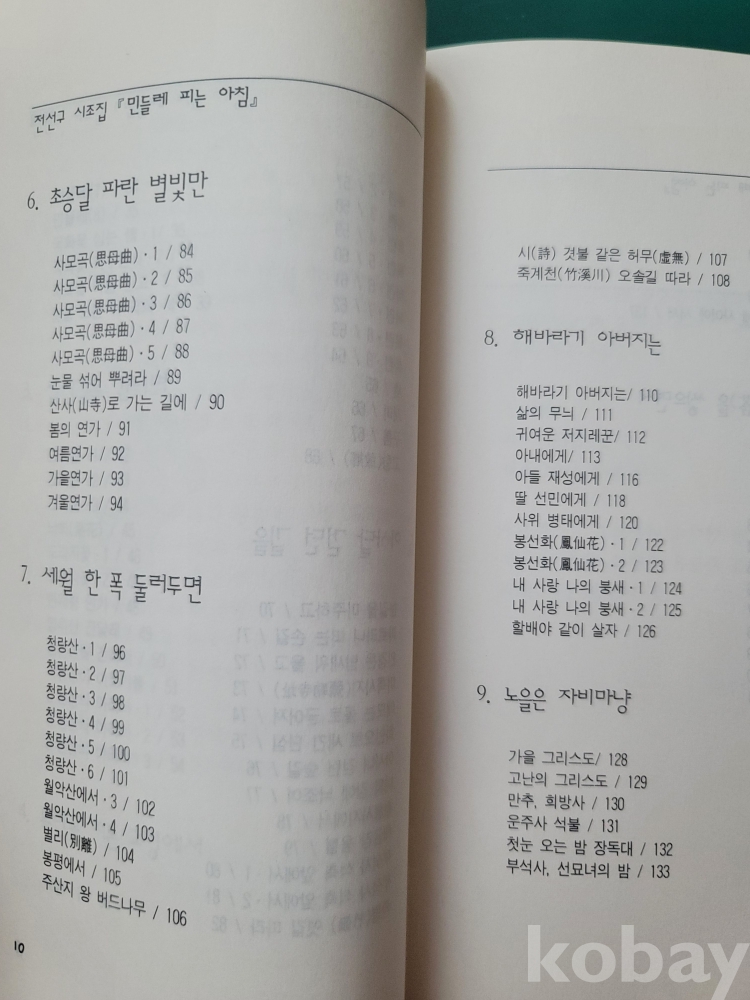 전선구 시조집 『민들레 피는 아침』
6. 초승달 파란 별빛만
사모곡(思母曲)·1 / 84
사모곡(思母曲)·2 / 85
사모곡(思母曲)·3 / 86
사모곡(思母曲)·4 / 87
사모곡(思母曲)·5 / 88
눈물 섞어 뿌려라 / 89
산사(山寺)로 가는 길에 / 90
봄의 연가 / 91
여름연가 / 92
가을연가 / 93
겨울연가 / 94
7. 세월 한 폭 둘러두면
청량산·1 / 96
청량산·2 / 97
청량산·3 / 98
청량산·4 / 99
청량산·5 / 100
청량산·6 / 101
월악산에서·3 / 102
월악산에서·4 / 103
별리(別離) / 104
봉평에서 / 105
주산지 왕 버드나무 / 106
10
시(詩) 겻불 같은 허무(虛無) / 107
죽계천(竹溪川) 오솔길 따라 / 108
8. 해바라기 아버지는
해바라기 아버지는/ 110
삶의 무늬 / 111
귀여운 저지레꾼/ 112
아내에게/ 113
아들 재성에게 / 116
딸 선민에게 / 118
사위 병태에게 / 120
봉선화(鳳仙花)·1 / 122
봉선화(鳳仙花)·2 / 123
내 사랑 나의 붕새·1 / 124
내 사랑 나의 붕새·2 / 125
할배야 같이 살자 / 126
9. 노을은 자비마냥
가을 그리스도/ 128
고난의 그리스도 / 129
만추, 희방사 / 130
운주사 석불 / 131
첫눈 오는 밤 장독대 / 132
부석사, 선묘녀의 밤 / 133
kobay